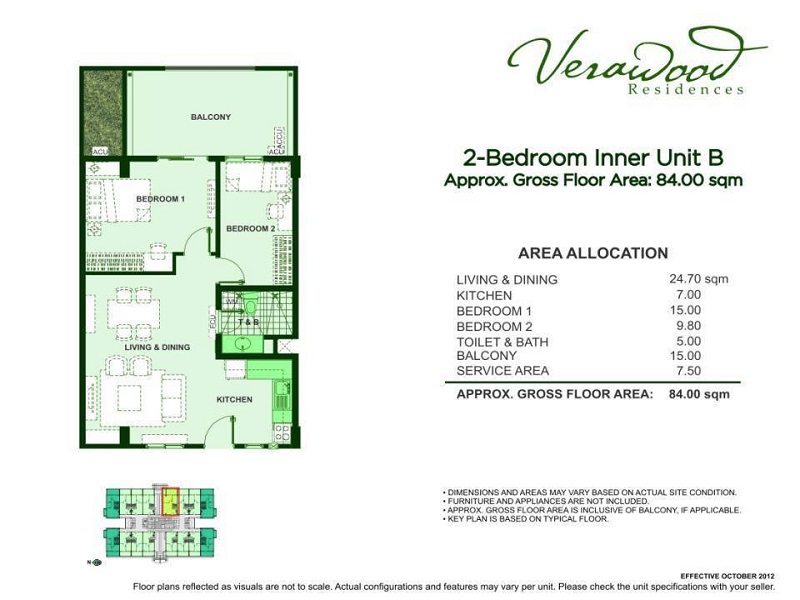 Verawood
Residences
2-Bedroom Inner Unit B
Approx. Gross Floor Area: 84.00 sqm
BALCONY
ACU
ACU
ACCU
BEDROOM 1
BEDROOM 2
WM
T & B
FCU
LIVING & DINING
KITCHEN
AREA ALLOCATION
LIVING & DINING 24.70 sqm
KITCHEN 7.00
BEDROOM 1 15.00
BEDROOM 2 9.80
TOILET & BATH 5.00
BALCONY 15.00
SERVICE AREA 7.50
APPROX. GROSS FLOOR AREA: 84.00 sqm
• DIMENSIONS AND AREAS MAY VARY BASED ON ACTUAL SITE CONDITION.
• FURNITURE AND APPLIANCES ARE NOT INCLUDED.
• APPROX. GROSS FLOOR AREA IS INCLUSIVE OF BALCONY, IF APPLICABLE.
• KEY PLAN IS BASED ON TYPICAL FLOOR.
N
EFFECTIVE OCTOBER 2012
Floor plans reflected as visuals are not to scale. Actual configurations and features may vary per unit. Please check the unit specifications with your seller.